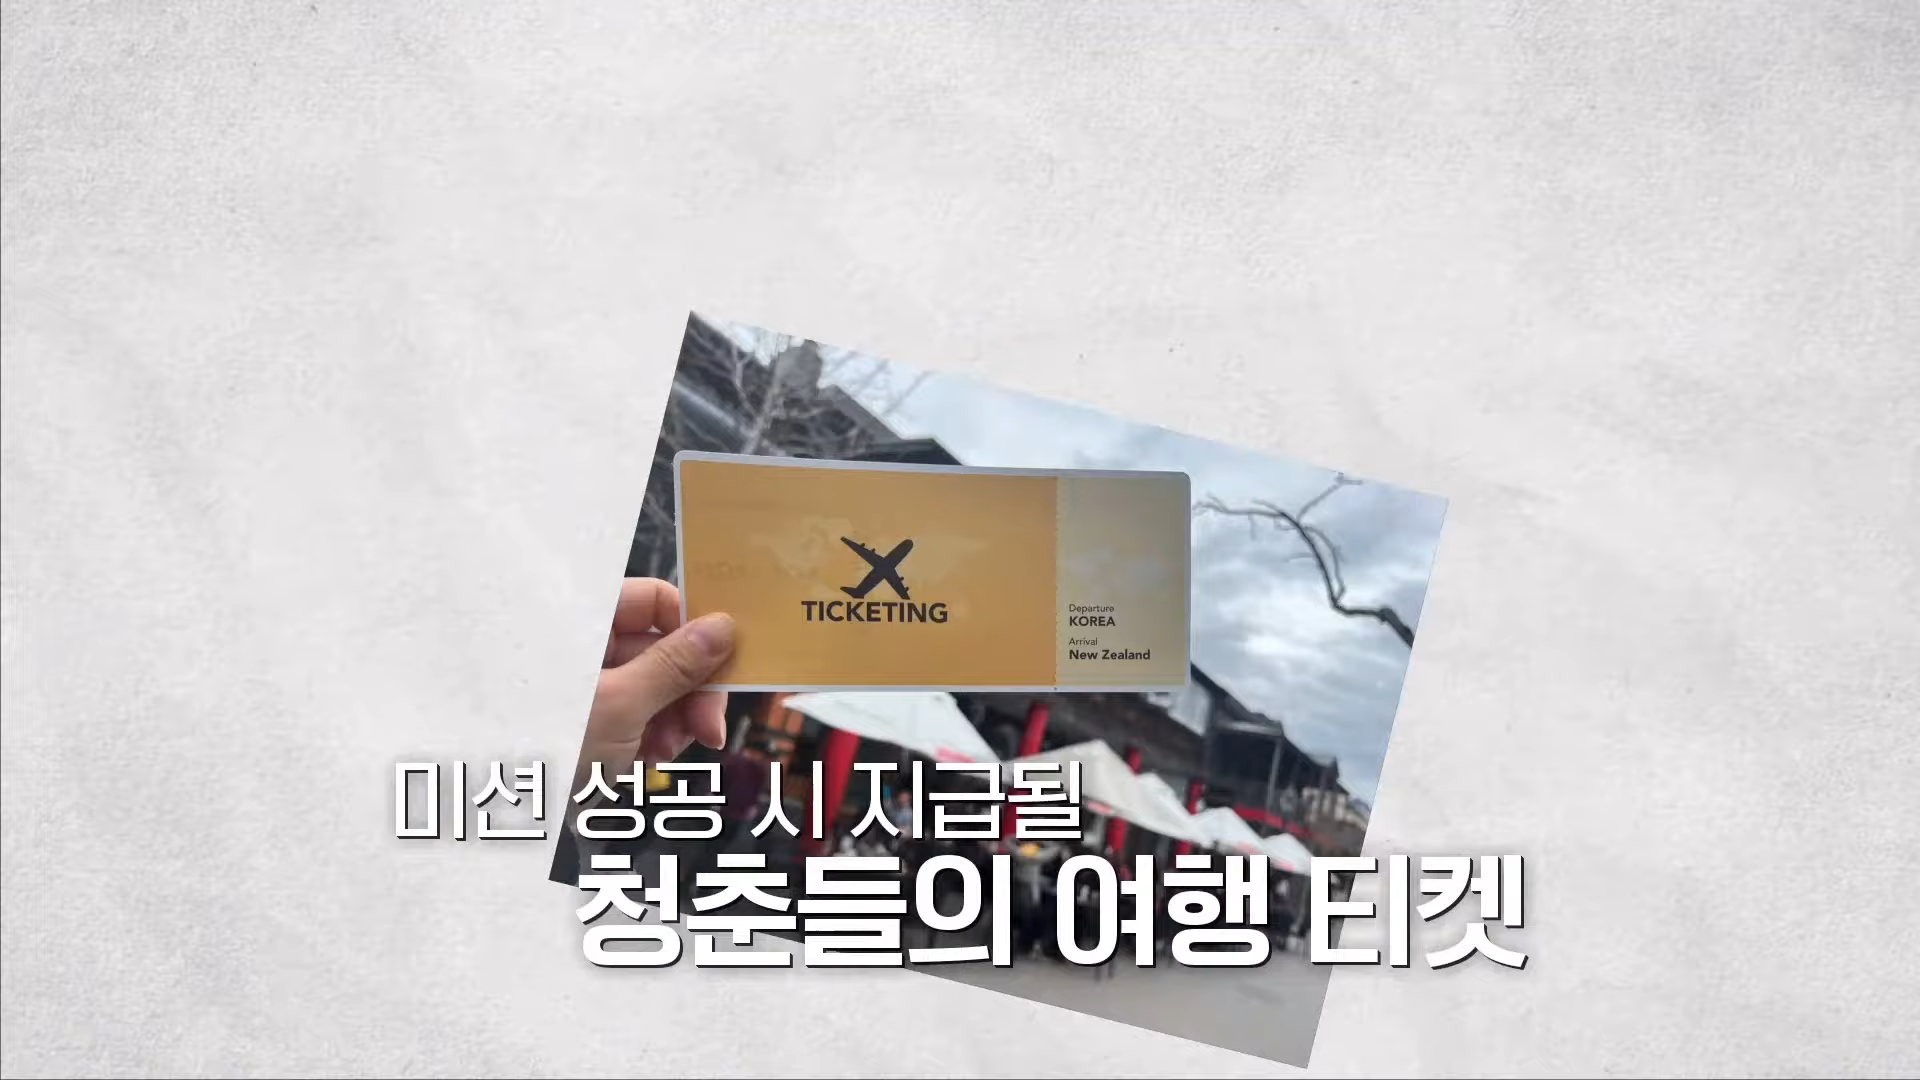 TICKETING
Departure
KOREA
Arrival
New Zealand
미션 성공 시 지급될
청춘들의 여행 티켓